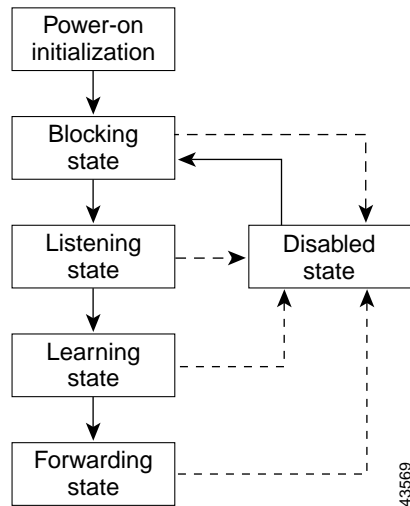 Power-on
initialization
Blocking
state
Listening
state
Disabled
state
Learning
state
Forwarding
state
43569